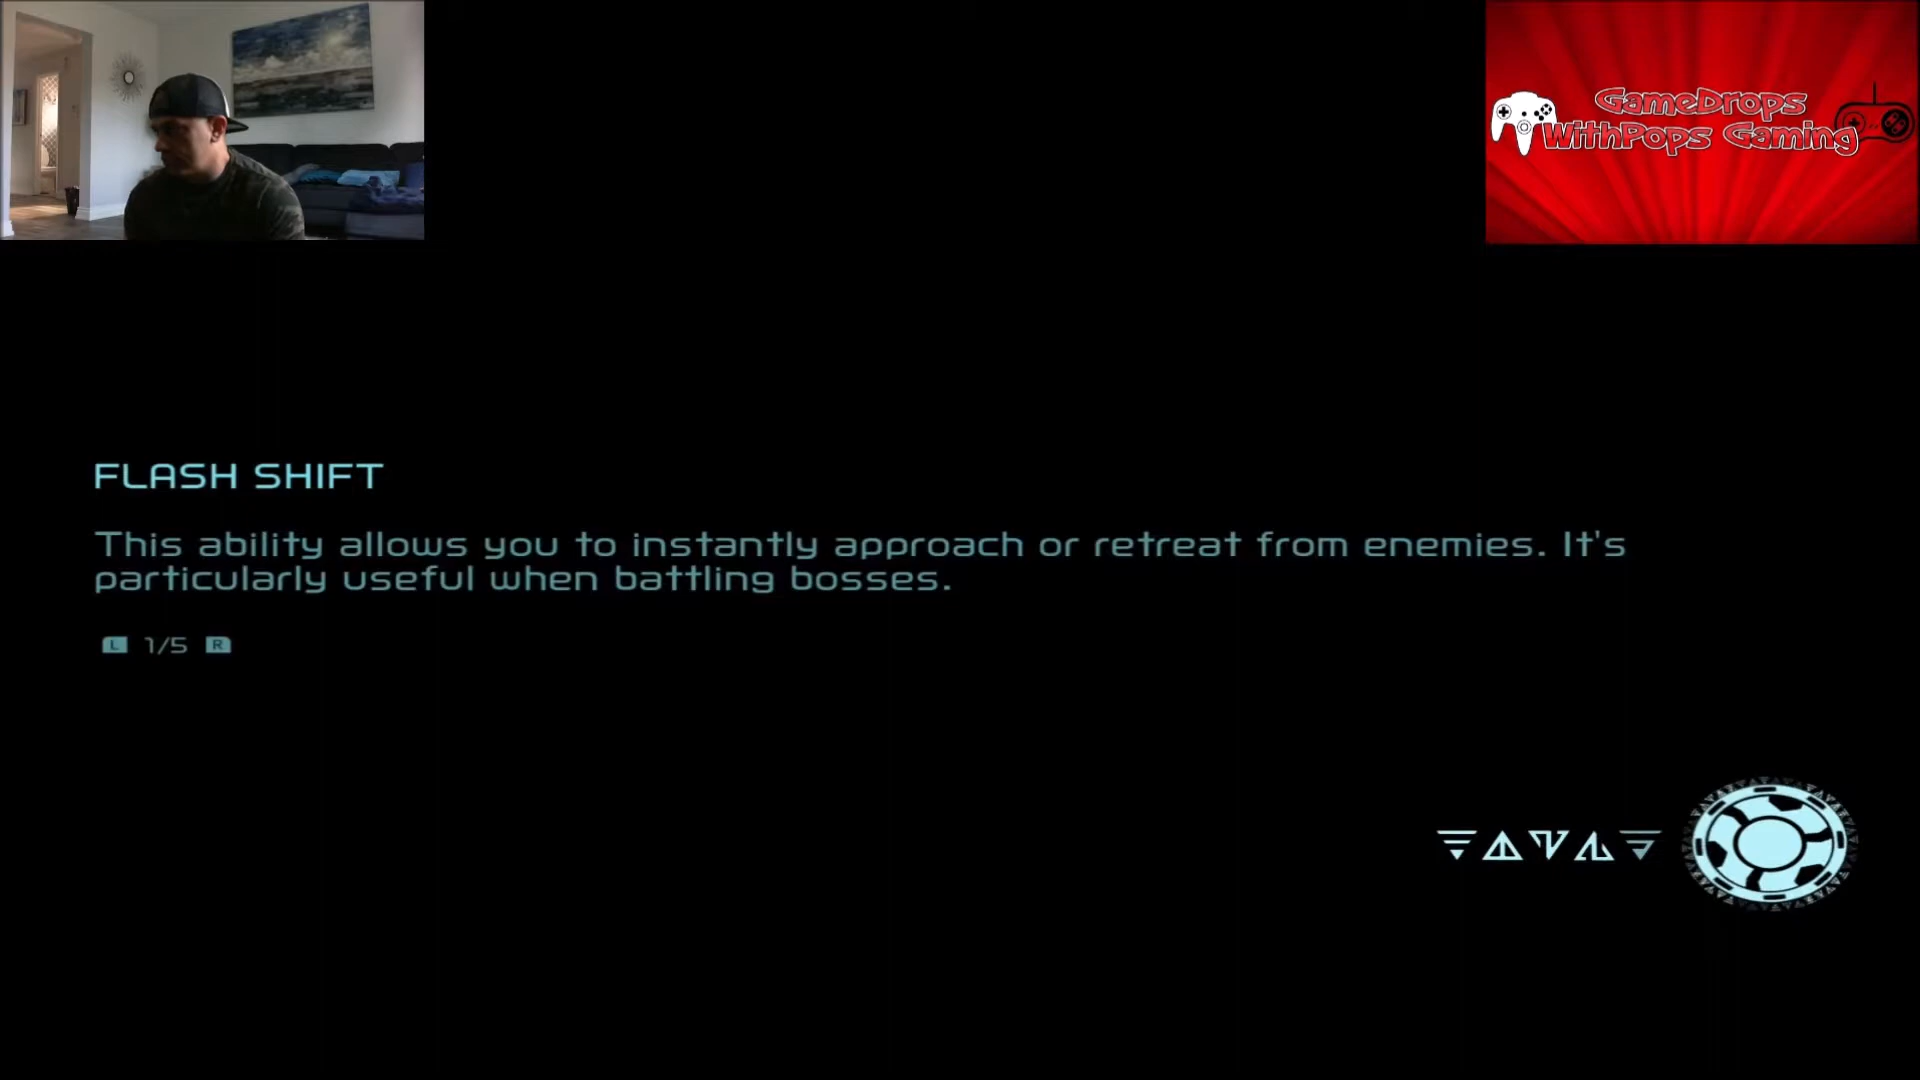 GameDrops
WithPops Gaming
FLASH SHIFT
This ability allows you to instantly approach or retreat from enemies. It's
particularly useful when battling bosses.
L 1/5 R